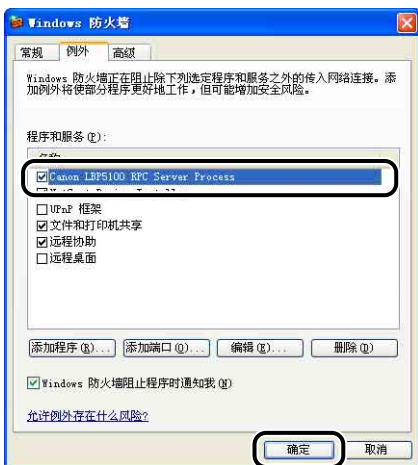 Windows 防火墙
常规 例外 高级
Windows 防火墙正在阻止除下列选定程序和服务之外的传入网络连接。添
加例外将使部分程序更好地工作，但可能增加安全风险。
程序和服务(P):
Canon LBP5100 RPC Server Process
UPnP 框架
文件和打印机共享
远程协助
远程桌面
添加程序(R)... 添加端口(O)... 编辑(E)... 删除(D)
Windows 防火墙阻止程序时通知我(N)
允许例外存在什么风险?
确定 取消